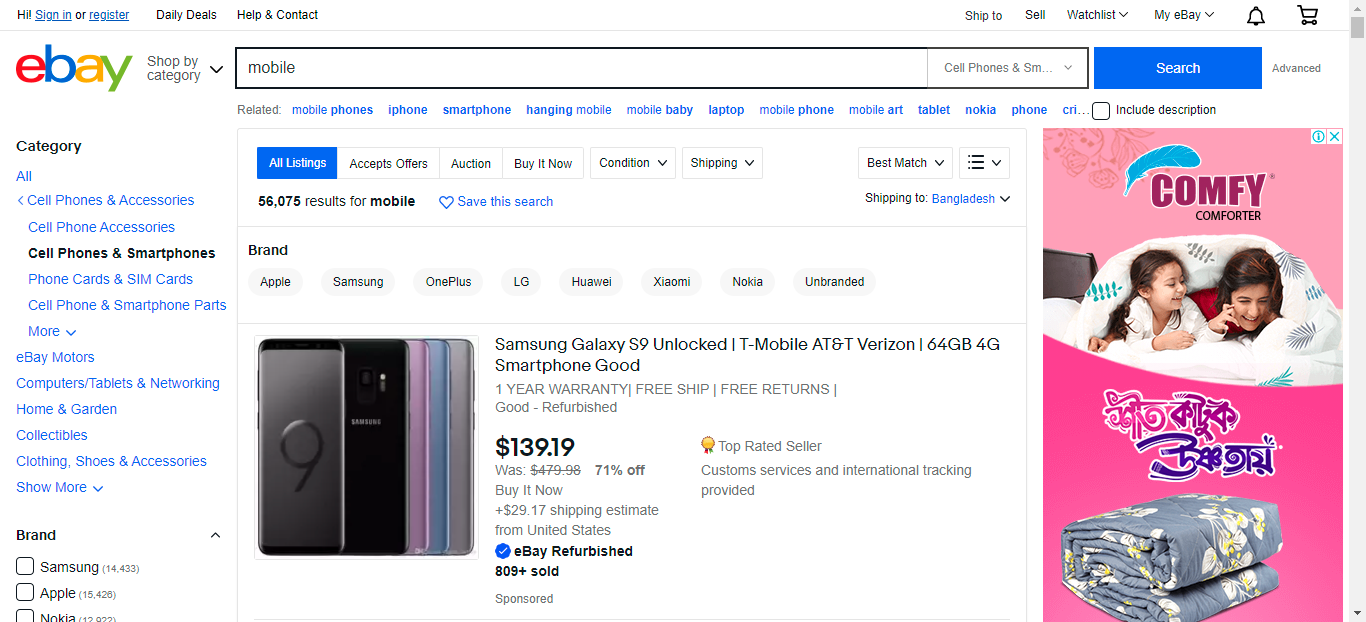 Hi! Sign in or register
Daily Deals
Help & Contact
Ship to
Sell
Watchlist
My eBay
ebay
Shop by
category
mobile
Cell Phones & Sm...
Search
Advanced
Related: mobile phones iphone smartphone hanging mobile mobile baby laptop mobile phone mobile art tablet nokia phone cri...
Include description
Category
All
Cell Phones & Accessories
Cell Phone Accessories
Cell Phones & Smartphones
Phone Cards & SIM Cards
Cell Phone & Smartphone Parts
More
eBay Motors
Computers/Tablets & Networking
Home & Garden
Collectibles
Clothing, Shoes & Accessories
Show More
Brand
Samsung (14,433)
Apple (15,426)
Nokia (12,922)
All Listings
Accepts Offers
Auction
Buy It Now
Condition
Shipping
Best Match
56,075 results for mobile
Save this search
Shipping to: Bangladesh
Brand
Apple
Samsung
OnePlus
LG
Huawei
Xiaomi
Nokia
Unbranded
SAMSUNG
9
Samsung Galaxy S9 Unlocked | T-Mobile AT&T Verizon | 64GB 4G
Smartphone Good
1 YEAR WARRANTY| FREE SHIP | FREE RETURNS |
Good - Refurbished
$139.19
Was: $479.98 71% off
Buy It Now
+$29.17 shipping estimate
from United States
eBay Refurbished
809+ sold
Sponsored
Top Rated Seller
Customs services and international tracking
provided
COMFY
COMFORTER
শীত কাটুক
উষ্ণতায়